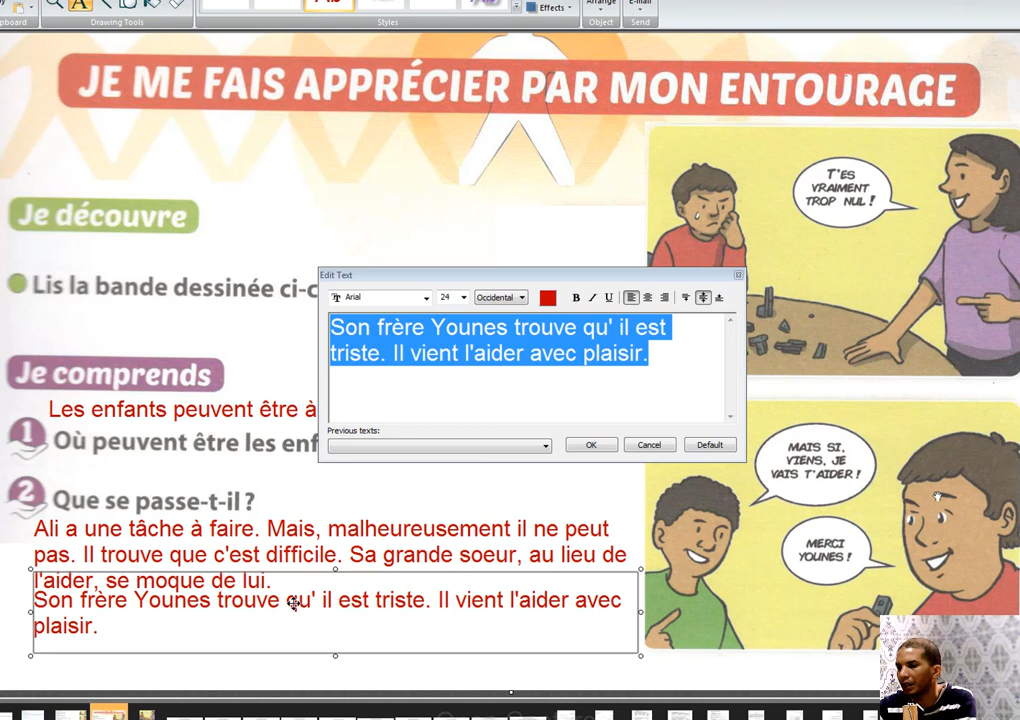 pboard
Drawing Tools
Styles
Effects
Arrange
Object
E-mail
Send
JE ME FAIS APPRÉCIER PAR MON ENTOURAGE
T'ES
VRAIMENT
TROP NUL !
Je découvre
Lis la bande dessinée ci-c
Edit Text
Arial
24
Occidental
B I U
Son frère Younes trouve qu' il est
triste. Il vient l'aider avec plaisir.
Previous texts:
OK
Cancel
Default
Je comprends
Les enfants peuvent être à
1 Où peuvent être les enf
2 Que se passe-t-il ?
MAIS SI,
VIENS, JE
VAIS T'AIDER !
MERCI
YOUNES !
Ali a une tâche à faire. Mais, malheureusement il ne peut
pas. Il trouve que c'est difficile. Sa grande soeur, au lieu de
l'aider, se moque de lui.
Son frère Younes trouve qu' il est triste. Il vient l'aider avec
plaisir.